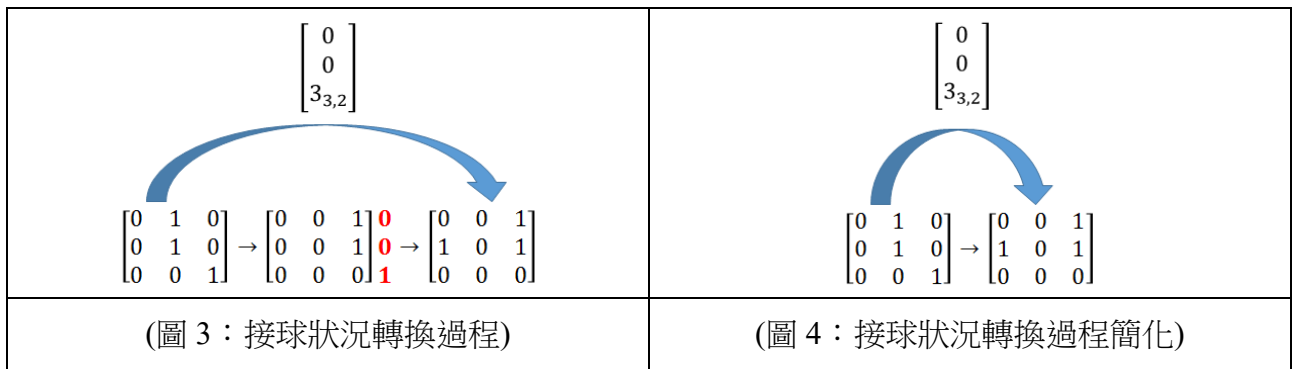 [0
0
3₃,₂]
[0 1 0] [0 0 1] 0 [0 0 1]
[0 1 0] → [0 0 1] 0 → [1 0 1]
[0 0 1] [0 0 0] 1 [0 0 0]
(圖 3：接球狀況轉換過程)
[0
0
3₃,₂]
[0 1 0] [0 0 1]
[0 1 0] → [1 0 1]
[0 0 1] [0 0 0]
(圖 4：接球狀況轉換過程簡化)